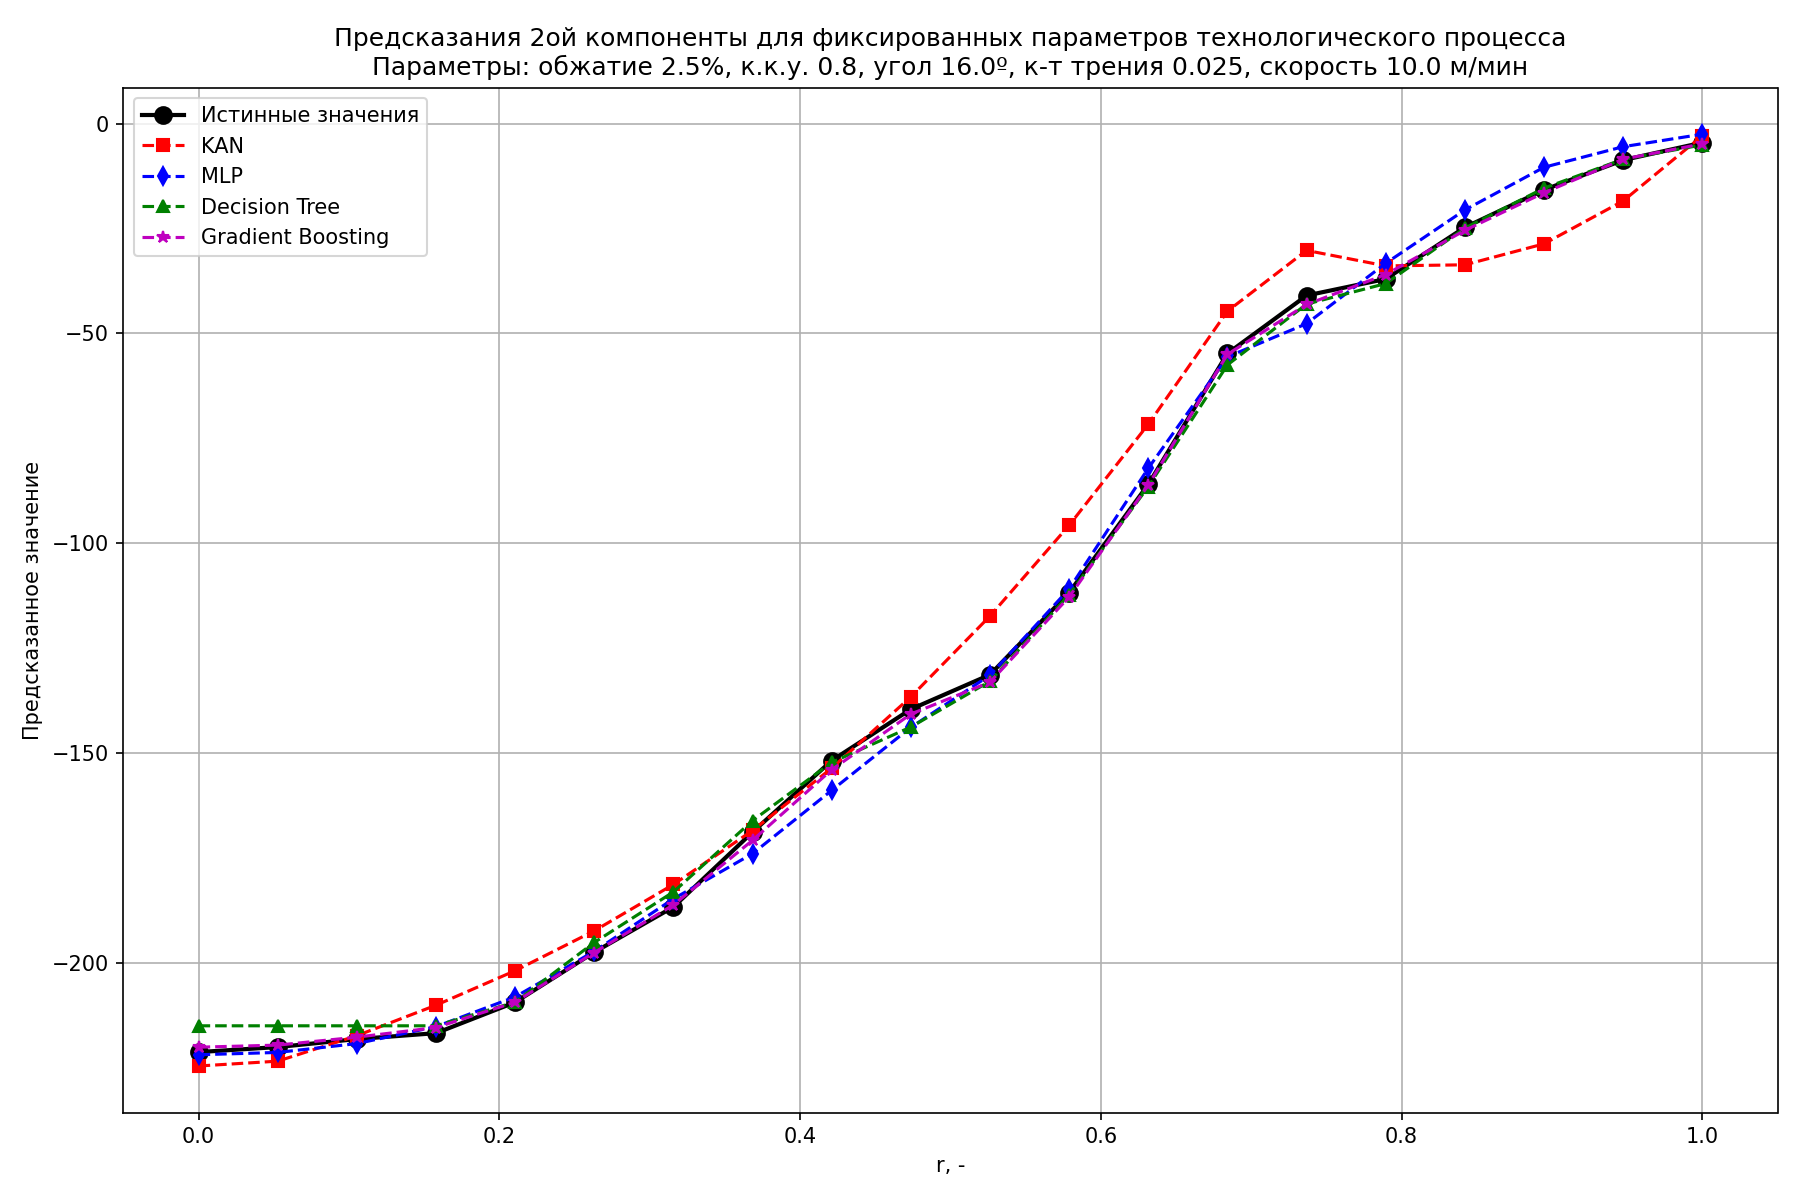 Предсказания 2ой компоненты для фиксированных параметров технологического процесса
Параметры: обжатие 2.5%, к.к.у. 0.8, угол 16.0º, к-т трения 0.025, скорость 10.0 м/мин
Истинные значения
KAN
MLP
Decision Tree
Gradient Boosting
Предсказанное значение
0
−50
−100
−150
−200
0.0
0.2
0.4
0.6
0.8
1.0
r, -